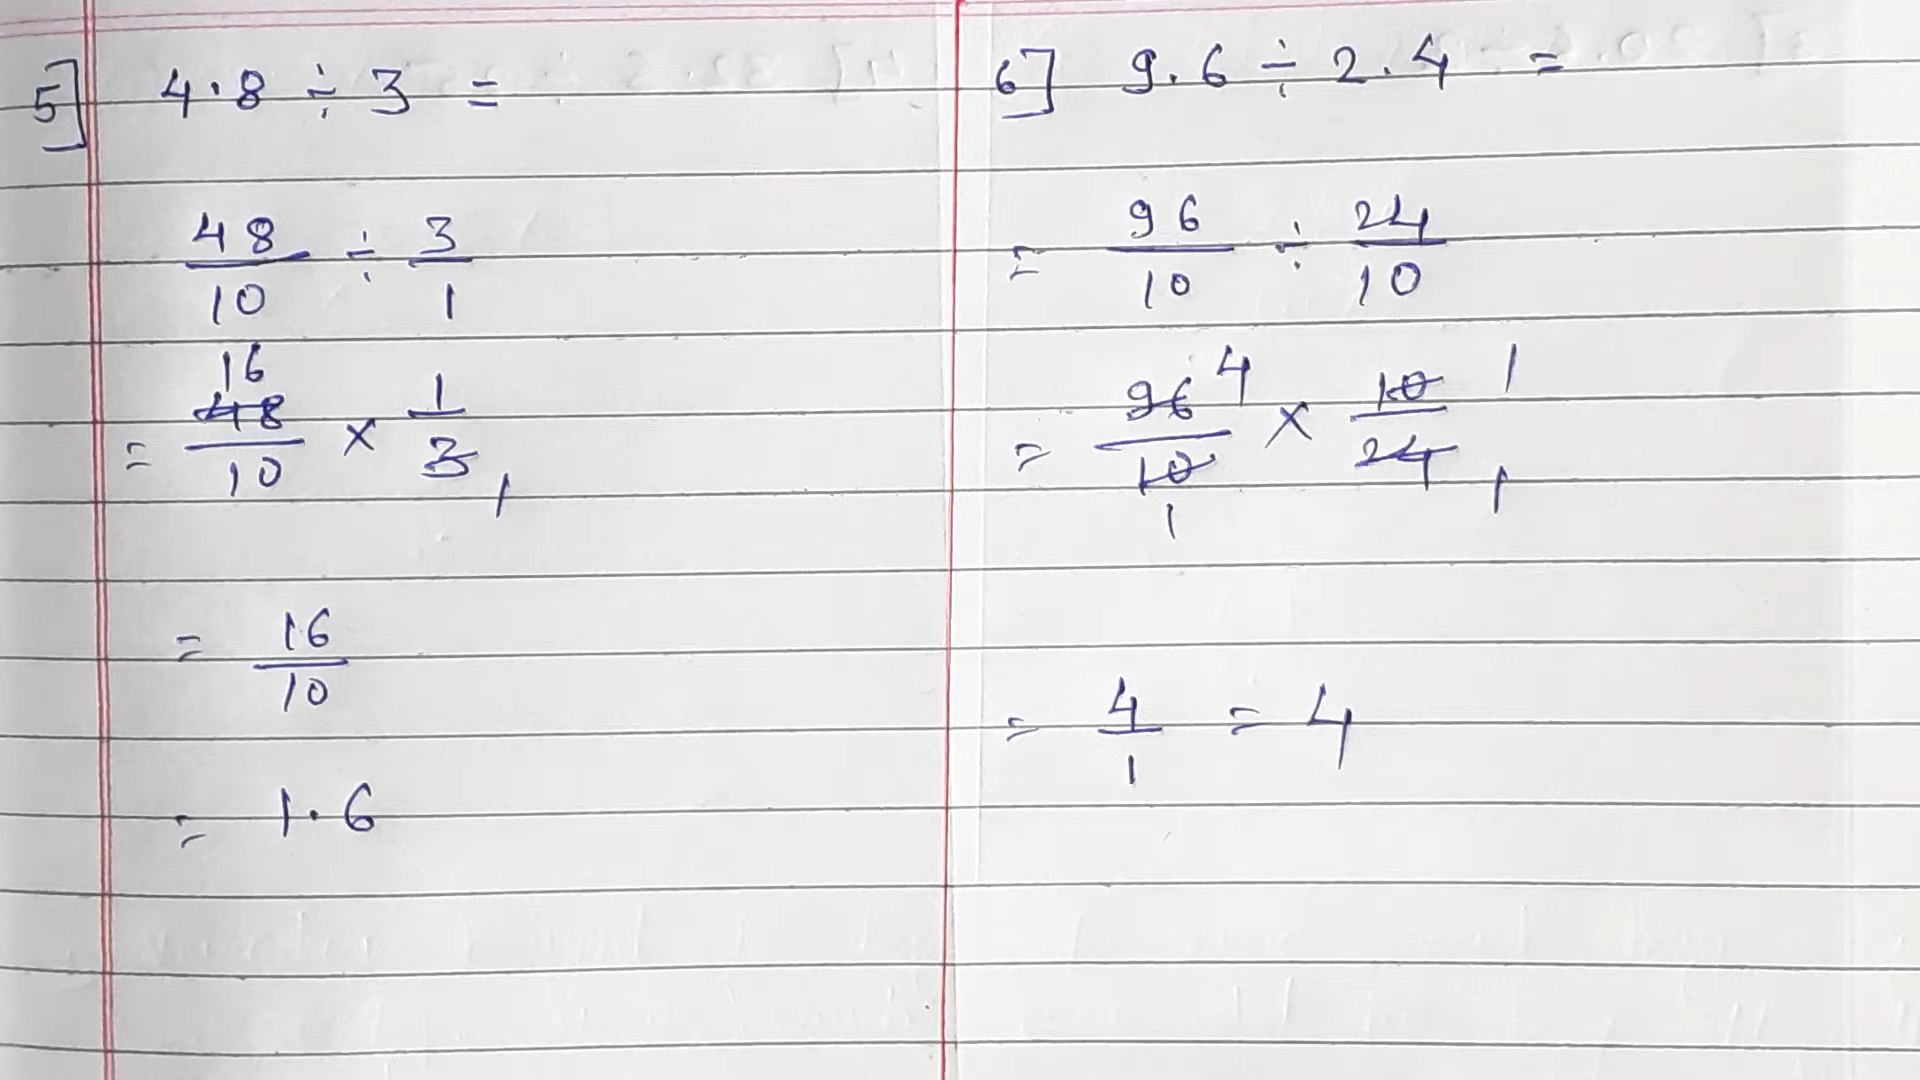 5] 4.8 ÷ 3 =
48/10 ÷ 3/1
16
= 48/10 × 1/3 1
= 16/10
= 1.6
6] 9.6 ÷ 2.4 =
= 96/10 ÷ 24/10
4 1
= 96/10 × 10/24 1
1
= 4/1 = 4